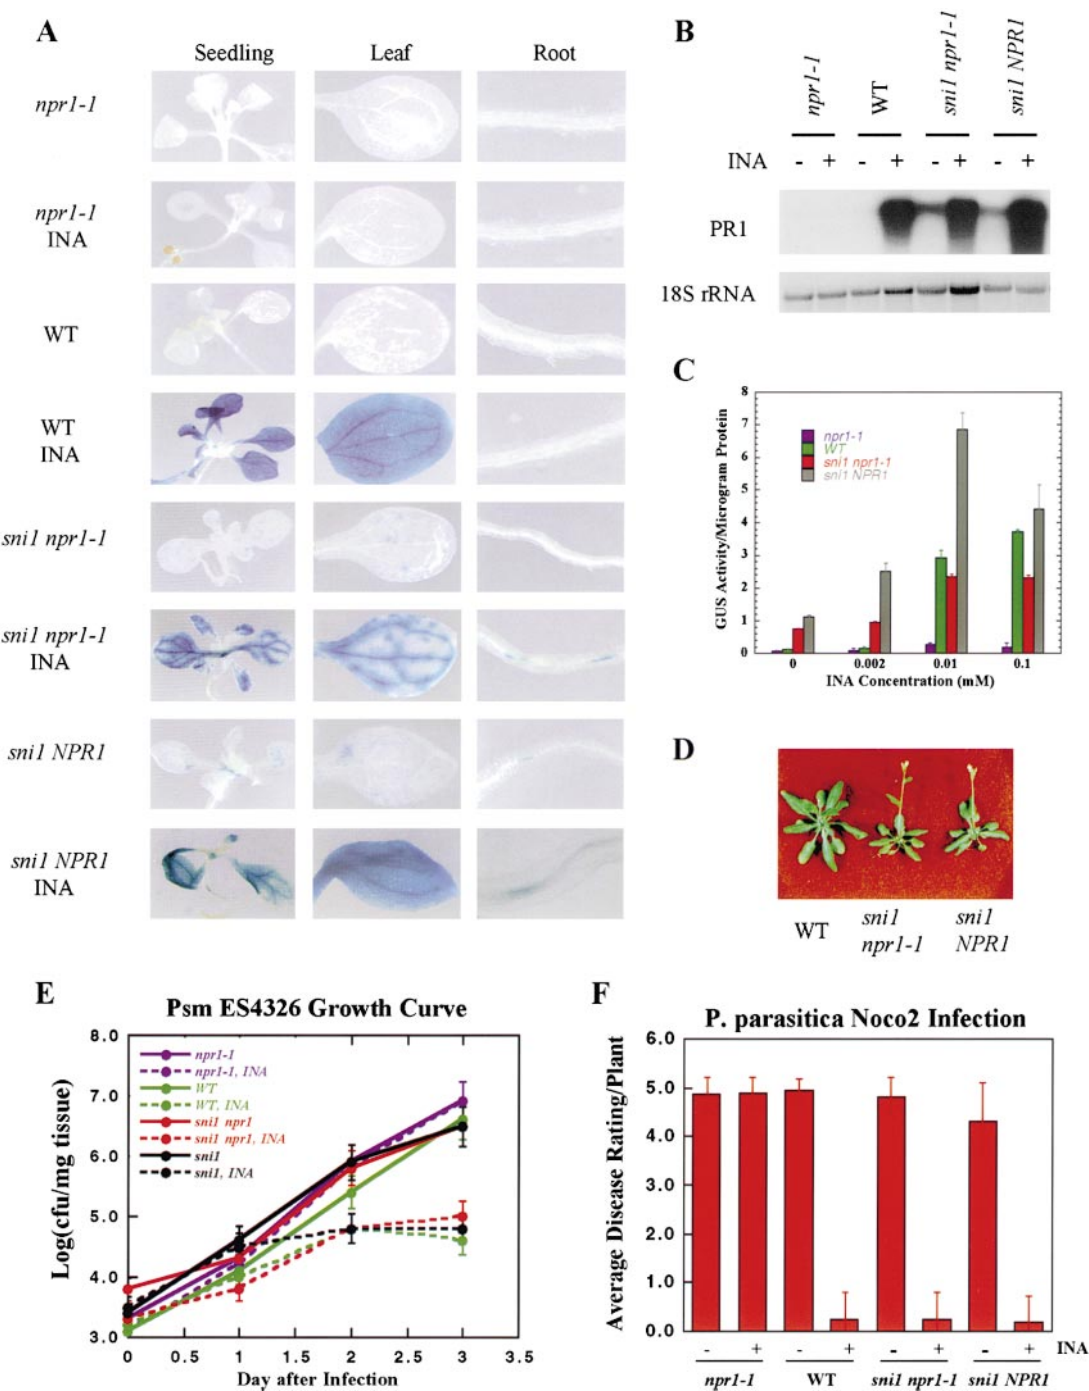 A
Seedling Leaf Root
npr1-1
npr1-1
INA
WT
WT
INA
sni1 npr1-1
sni1 npr1-1
INA
sni1 NPR1
sni1 NPR1
INA
B
npr1-1 WT sni1 npr1-1 sni1 NPR1
INA - + - + - + - +
PR1
18S rRNA
C
GUS Activity/Microgram Protein
8
7
6
5
4
3
2
1
0
npr1-1
WT
sni1 npr1-1
sni1 NPR1
0 0.002 0.01 0.1
INA Concentration (mM)
D
WT sni1 sni1
npr1-1 NPR1
E
Psm ES4326 Growth Curve
Log(cfu/mg tissue)
8.0
7.0
6.0
5.0
4.0
3.0
npr1-1
npr1-1, INA
WT
WT, INA
sni1 npr1
sni1 npr1, INA
sni1
sni1, INA
0 0.5 1 1.5 2 2.5 3 3.5
Day after Infection
F
P. parasitica Noco2 Infection
Average Disease Rating/Plant
6.0
5.0
4.0
3.0
2.0
1.0
0.0
- + - + - + - + INA
npr1-1 WT sni1 npr1-1 sni1 NPR1